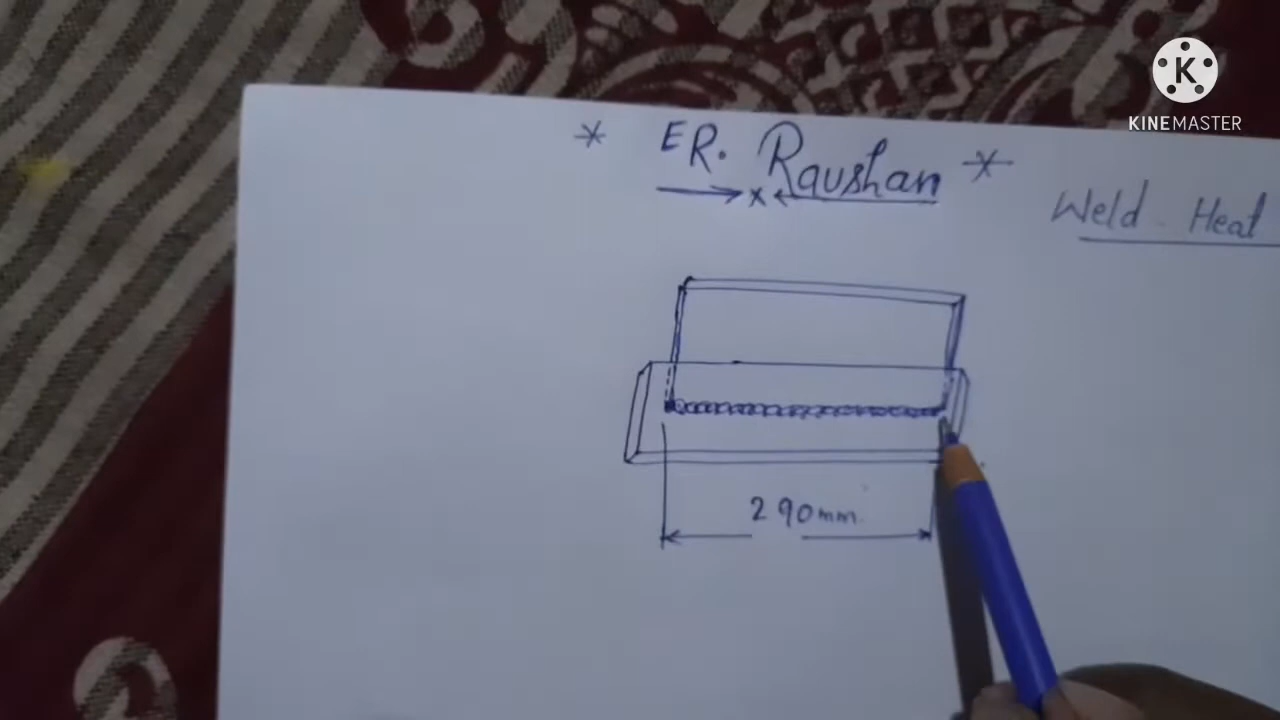 * ER. Raushan *
Weld. Heat
290mm.
K
KINEMASTER